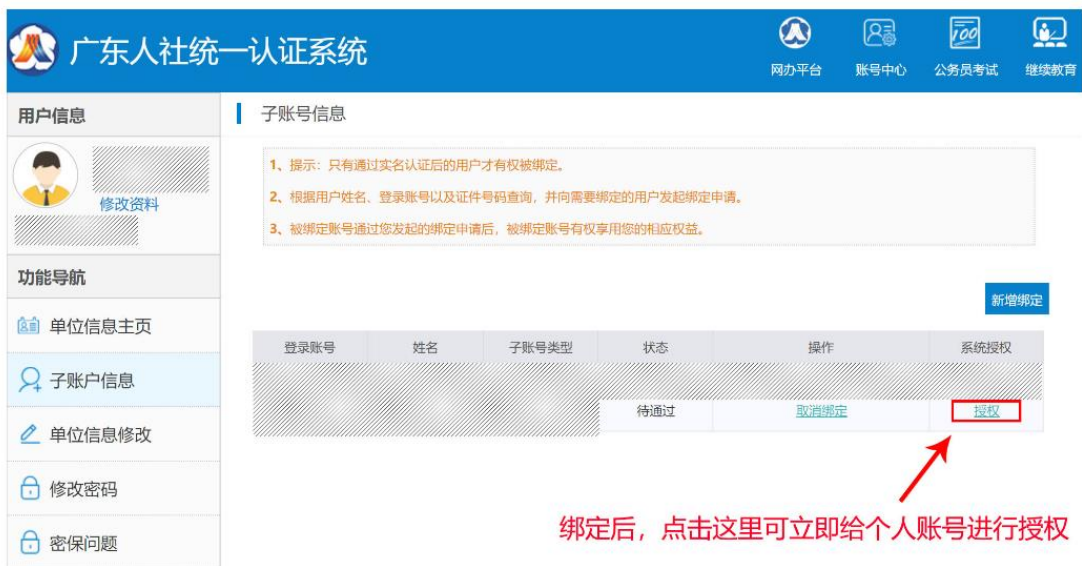 广东人社统一认证系统
网办平台
账号中心
100
公务员考试
继续教育
用户信息
修改资料
功能导航
单位信息主页
子账户信息
单位信息修改
修改密码
密保问题
子账号信息
1、提示：只有通过实名认证后的用户才有权被绑定。
2、根据用户姓名、登录账号以及证件号码查询，并向需要绑定的用户发起绑定申请。
3、被绑定账号通过您发起的绑定申请后，被绑定账号有权享用您的相应权益。
新增绑定
登录账号 姓名 子账号类型 状态 操作 系统授权
待通过 取消绑定 授权
绑定后，点击这里可立即给个人账号进行授权